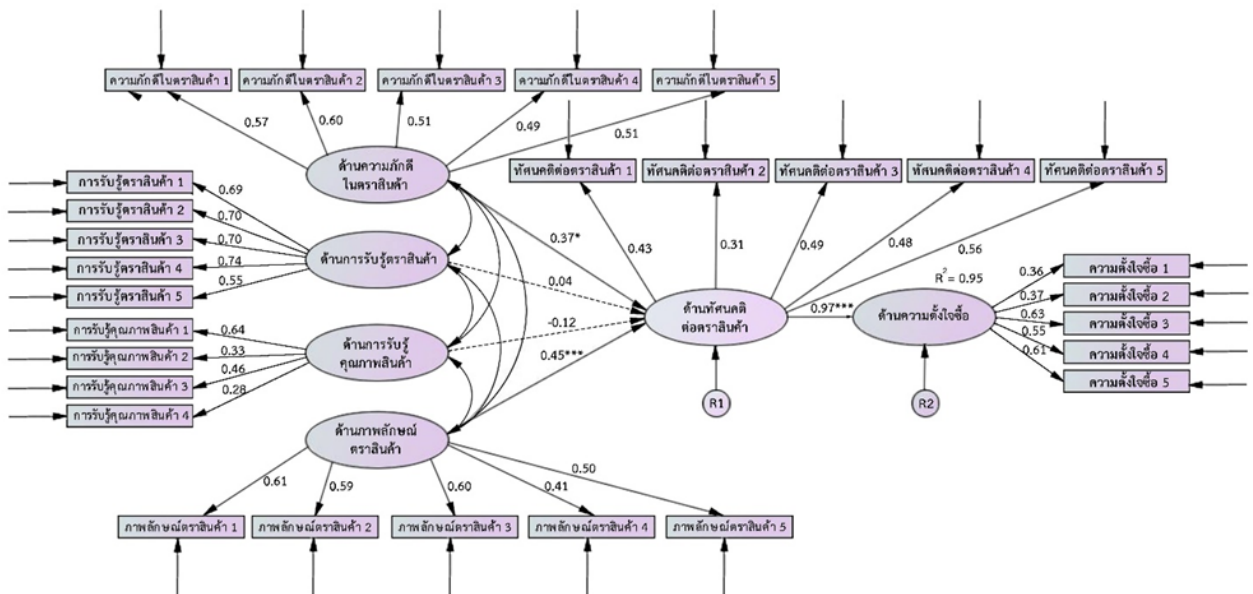 ความภักดีในตราสินค้า 1
ความภักดีในตราสินค้า 2
ความภักดีในตราสินค้า 3
ความภักดีในตราสินค้า 4
ความภักดีในตราสินค้า 5
0.57
0.60
0.51
0.49
0.51
ด้านความภักดี
ในตราสินค้า
ทัศนคติต่อตราสินค้า 1
ทัศนคติต่อตราสินค้า 2
ทัศนคติต่อตราสินค้า 3
ทัศนคติต่อตราสินค้า 4
ทัศนคติต่อตราสินค้า 5
การรับรู้ตราสินค้า 1
การรับรู้ตราสินค้า 2
การรับรู้ตราสินค้า 3
การรับรู้ตราสินค้า 4
การรับรู้ตราสินค้า 5
0.69
0.70
0.70
0.74
0.55
ด้านการรับรู้ตราสินค้า
0.37*
0.04
-0.12
0.45***
0.43
0.31
0.49
0.48
0.56
ด้านทัศนคติ
ต่อตราสินค้า
R1
0.97***
R² = 0.95
ด้านความตั้งใจซื้อ
R2
0.36
0.37
0.63
0.55
0.61
ความตั้งใจซื้อ 1
ความตั้งใจซื้อ 2
ความตั้งใจซื้อ 3
ความตั้งใจซื้อ 4
ความตั้งใจซื้อ 5
การรับรู้คุณภาพสินค้า 1
การรับรู้คุณภาพสินค้า 2
การรับรู้คุณภาพสินค้า 3
การรับรู้คุณภาพสินค้า 4
0.64
0.33
0.46
0.28
ด้านการรับรู้
คุณภาพสินค้า
ด้านภาพลักษณ์
ตราสินค้า
0.61
0.59
0.60
0.41
0.50
ภาพลักษณ์ตราสินค้า 1
ภาพลักษณ์ตราสินค้า 2
ภาพลักษณ์ตราสินค้า 3
ภาพลักษณ์ตราสินค้า 4
ภาพลักษณ์ตราสินค้า 5